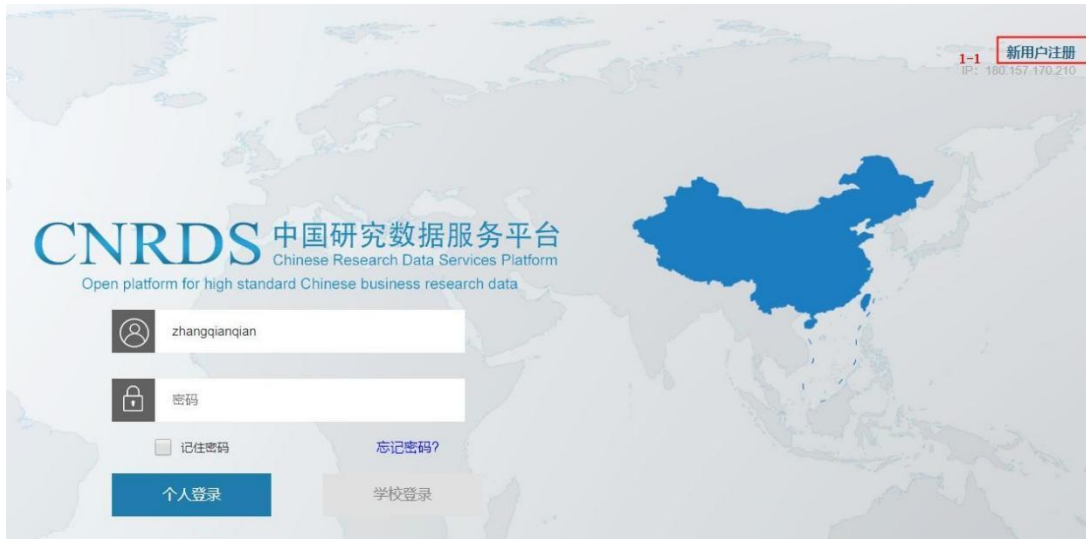 新用户注册
1-1
IP: 180.157.170.210
CNRDS 中国研究数据服务平台
Chinese Research Data Services Platform
Open platform for high standard Chinese business research data
zhangqianqian
密码
记住密码 忘记密码?
个人登录 学校登录